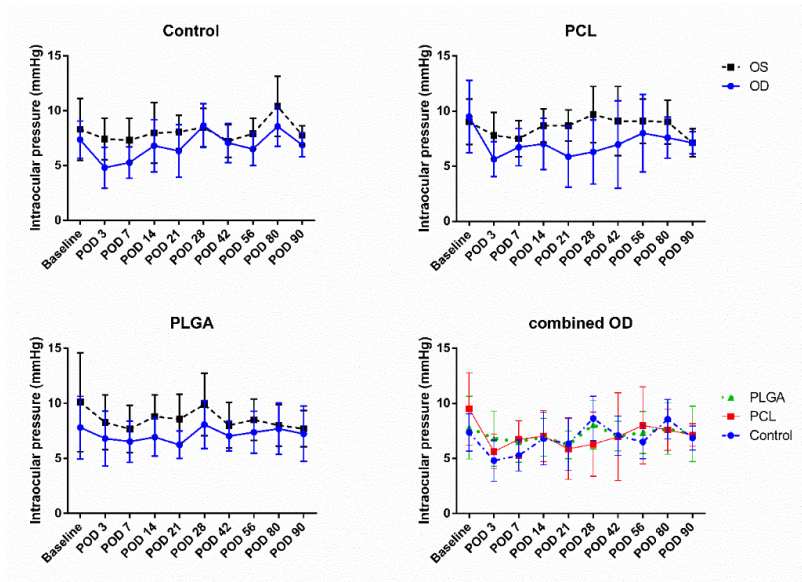 Control
Intraocular pressure (mmHg)
15
10
5
0
Baseline
POD 3
POD 7
POD 14
POD 21
POD 28
POD 42
POD 56
POD 80
POD 90
PCL
Intraocular pressure (mmHg)
15
10
5
0
Baseline
POD 3
POD 7
POD 14
POD 21
POD 28
POD 42
POD 56
POD 80
POD 90
OS
OD
PLGA
Intraocular pressure (mmHg)
15
10
5
0
Baseline
POD 3
POD 7
POD 14
POD 21
POD 28
POD 42
POD 56
POD 80
POD 90
combined OD
Intraocular pressure (mmHg)
15
10
5
0
Baseline
POD 3
POD 7
POD 14
POD 21
POD 28
POD 42
POD 56
POD 80
POD 90
PLGA
PCL
Control